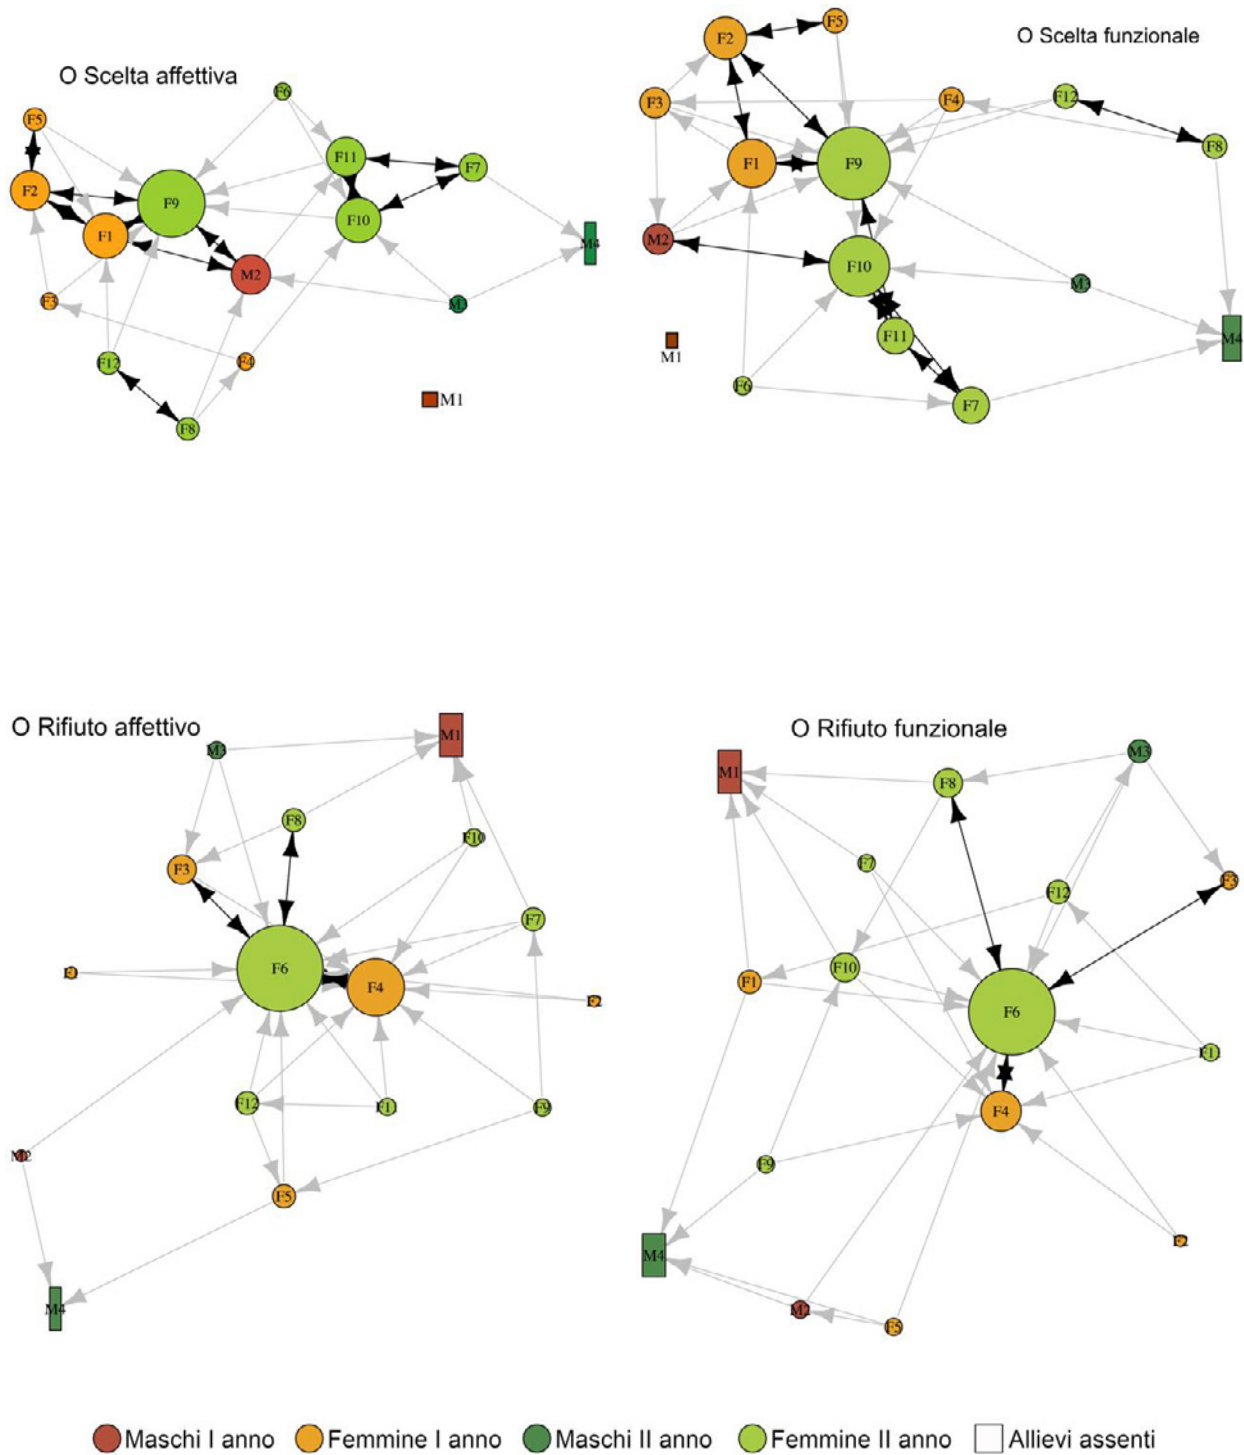 O Scelta affettiva
F6
F5
F11
F7
F2
F9
F10
F1
M4
M2
F3
M3
F12
F4
M1
F8
O Scelta funzionale
F5
F2
F3
F4
F12
F8
F1
F9
M2
F10
M3
F11
M4
M1
F6
F7
O Rifiuto affettivo
M3
M1
F8
F10
F3
F7
F6
F4
F2
F12
F11
F9
M2
F5
M4
O Rifiuto funzionale
M3
M1
F8
F7
F3
F12
F10
F1
F6
F11
F4
F9
F2
M4
M2
F5
Maschi I anno Femmine I anno Maschi II anno Femmine II anno Allievi assenti